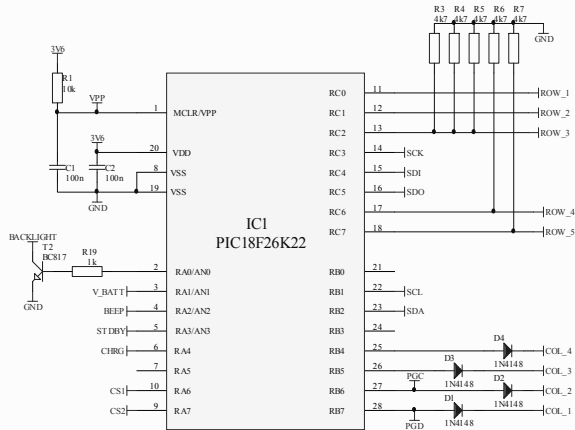 R3 R4 R5 R6 R7
4k7 4k7 4k7 4k7 4k7
GND
3V6
R1
10k
VPP
3V6
C1
100n
C2
100n
GND
BACKLIGHT
T2
BC817
R19
1k
GND
V_BATT
BEEP
STDBY
CHRG
CS1
CS2
1 MCLR/VPP
20 VDD
8 VSS
19 VSS
2 RA0/AN0
3 RA1/AN1
4 RA2/AN2
5 RA3/AN3
6 RA4
7 RA5
10 RA6
9 RA7
IC1
PIC18F26K22
RC0 11 ROW_1
RC1 12 ROW_2
RC2 13 ROW_3
RC3 14 SCK
RC4 15 SDI
RC5 16 SDO
RC6 17 ROW_4
RC7 18 ROW_5
RB0 21
RB1 22 SCL
RB2 23 SDA
RB3 24
RB4 25 D4 1N4148 COL_4
RB5 26 D3 1N4148 COL_3
RB6 27 PGC D2 1N4148 COL_2
RB7 28 PGD D1 1N4148 COL_1